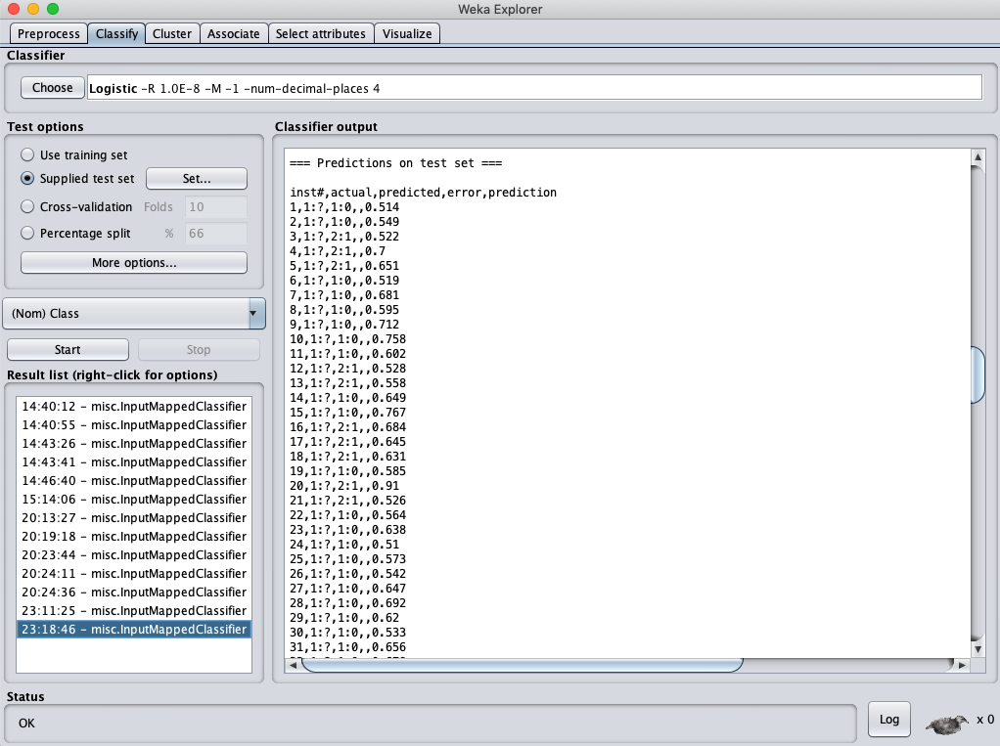 Weka Explorer
Preprocess Classify Cluster Associate Select attributes Visualize
Classifier
Choose Logistic -R 1.0E-8 -M -1 -num-decimal-places 4
Test options
Use training set
Supplied test set Set...
Cross-validation Folds 10
Percentage split % 66
More options...
(Nom) Class
Start Stop
Result list (right-click for options)
14:40:12 - misc.InputMappedClassifier
14:40:55 - misc.InputMappedClassifier
14:43:26 - misc.InputMappedClassifier
14:43:41 - misc.InputMappedClassifier
14:46:40 - misc.InputMappedClassifier
15:14:06 - misc.InputMappedClassifier
20:13:27 - misc.InputMappedClassifier
20:19:18 - misc.InputMappedClassifier
20:23:44 - misc.InputMappedClassifier
20:24:11 - misc.InputMappedClassifier
20:24:36 - misc.InputMappedClassifier
23:11:25 - misc.InputMappedClassifier
23:18:46 - misc.InputMappedClassifier
Classifier output
=== Predictions on test set ===
inst#,actual,predicted,error,prediction
1,1:?,1:0,,0.514
2,1:?,1:0,,0.549
3,1:?,2:1,,0.522
4,1:?,2:1,,0.7
5,1:?,2:1,,0.651
6,1:?,1:0,,0.519
7,1:?,1:0,,0.681
8,1:?,1:0,,0.595
9,1:?,1:0,,0.712
10,1:?,1:0,,0.758
11,1:?,1:0,,0.602
12,1:?,2:1,,0.528
13,1:?,2:1,,0.558
14,1:?,1:0,,0.649
15,1:?,1:0,,0.767
16,1:?,2:1,,0.684
17,1:?,2:1,,0.645
18,1:?,2:1,,0.631
19,1:?,1:0,,0.585
20,1:?,2:1,,0.91
21,1:?,2:1,,0.526
22,1:?,1:0,,0.564
23,1:?,1:0,,0.638
24,1:?,1:0,,0.51
25,1:?,1:0,,0.573
26,1:?,1:0,,0.542
27,1:?,1:0,,0.647
28,1:?,1:0,,0.692
29,1:?,1:0,,0.62
30,1:?,1:0,,0.533
31,1:?,1:0,,0.656
Status
OK
Log x 0